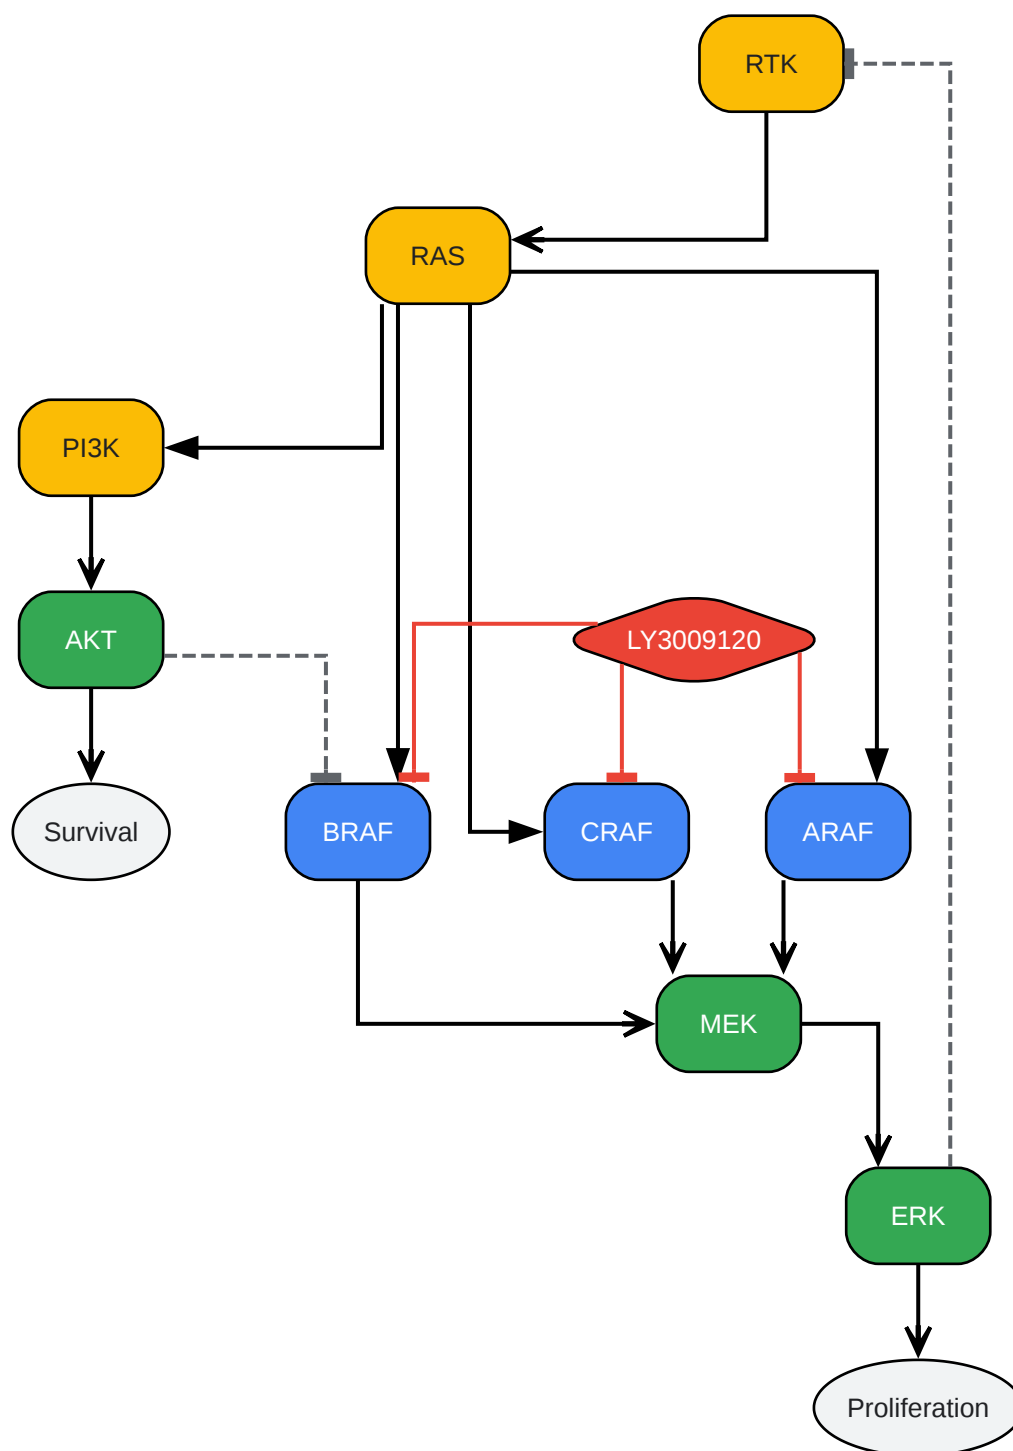 RTK
RAS
PI3K
AKT
LY3009120
Survival
BRAF
CRAF
ARAF
MEK
ERK
Proliferation